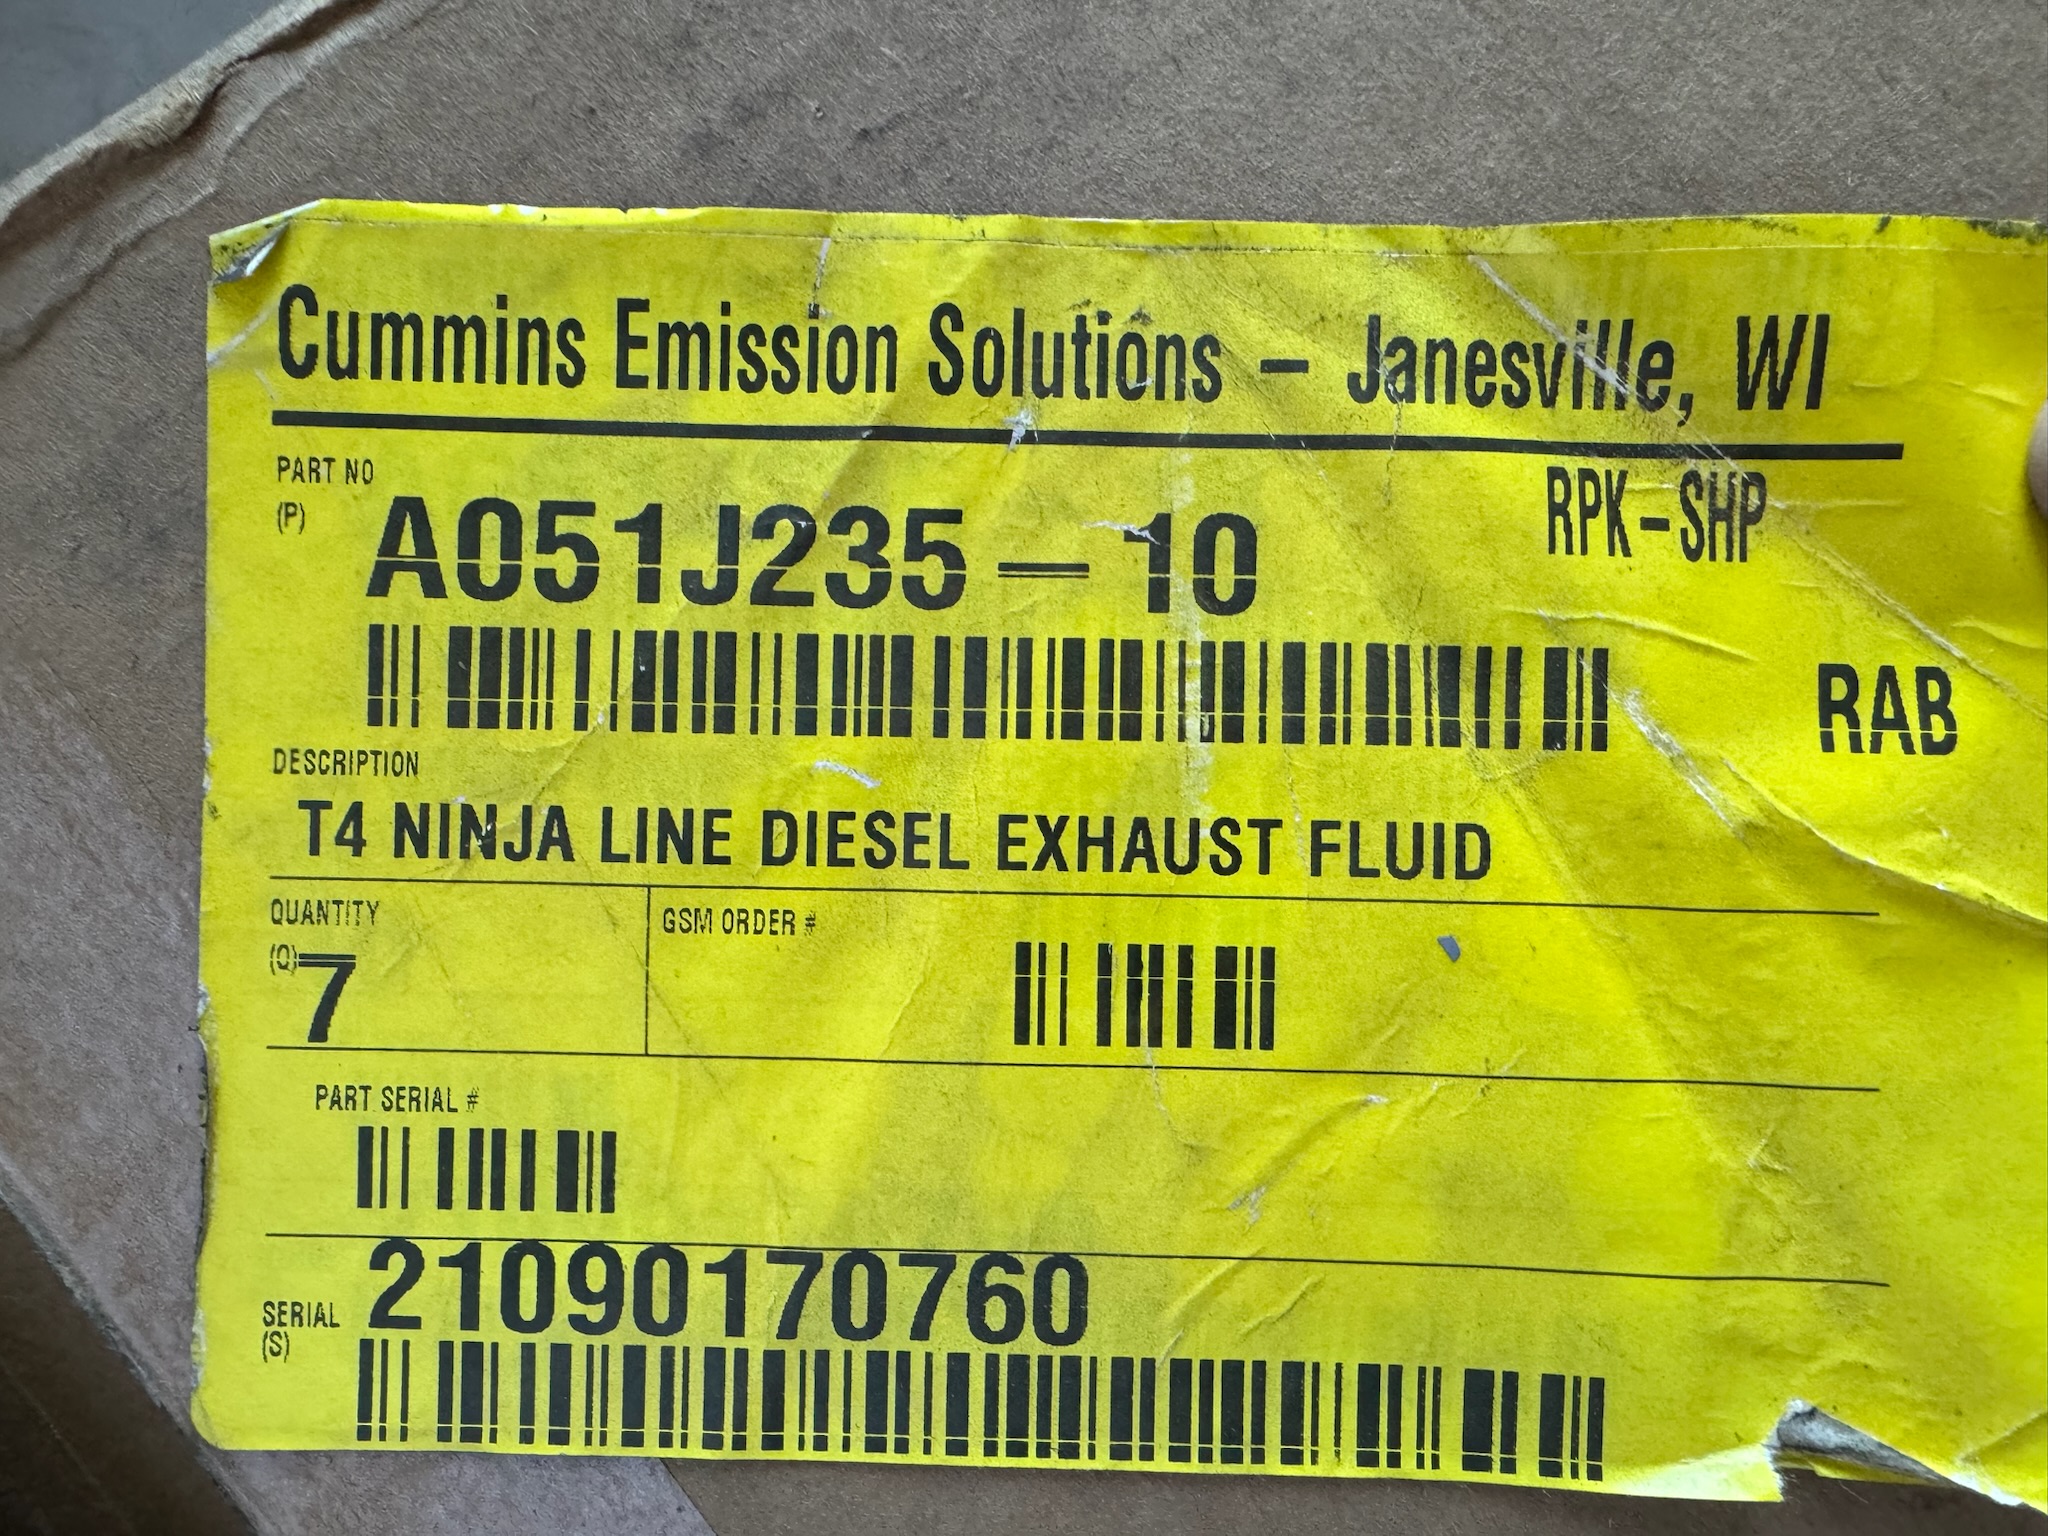 Cummins Emission Solutions - Janesville, WI
PART NO
(P)
A051J235-10
RPK-SHP
RAB
DESCRIPTION
T4 NINJA LINE DIESEL EXHAUST FLUID
QUANTITY
(Q)
7
GSM ORDER #
PART SERIAL #
SERIAL
(S)
21090170760